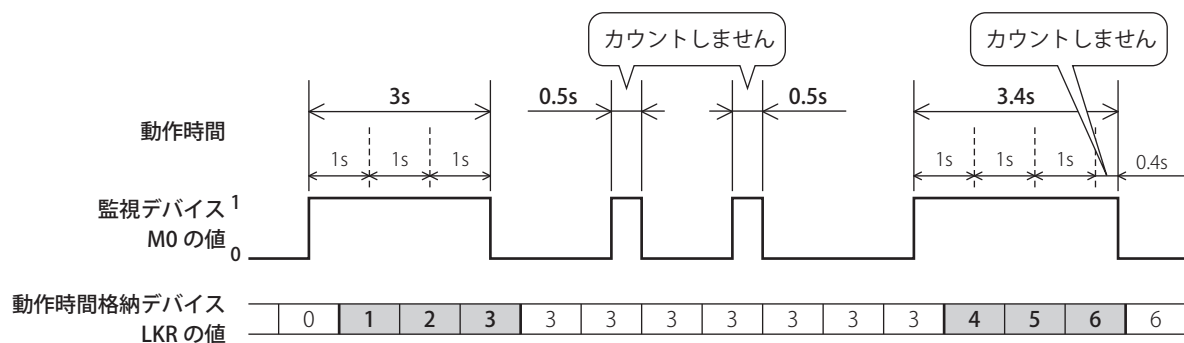 カウントしません
カウントしません
3s
0.5s
0.5s
3.4s
動作時間
1s
1s
1s
1s
1s
1s
0.4s
監視デバイス
M0 の値
1
0
動作時間格納デバイス
LKR の値
0 1 2 3 3 3 3 3 3 3 3 4 5 6 6